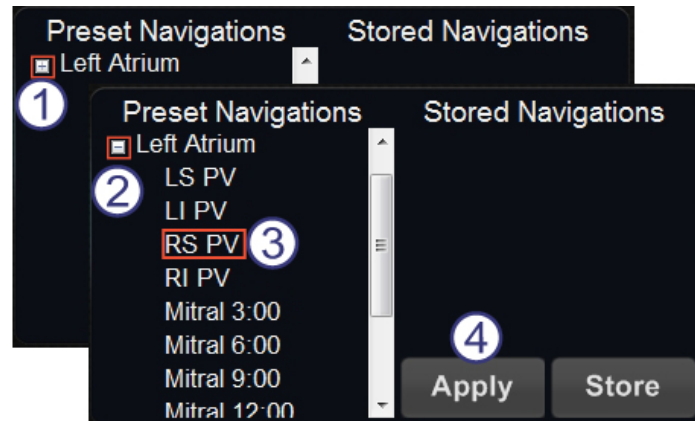 Preset Navigations Stored Navigations
Left Atrium
1
Preset Navigations Stored Navigations
Left Atrium
2
LS PV
LI PV
RS PV 3
RI PV
Mitral 3:00
Mitral 6:00
4
Mitral 9:00
Apply Store
Mitral 12:00